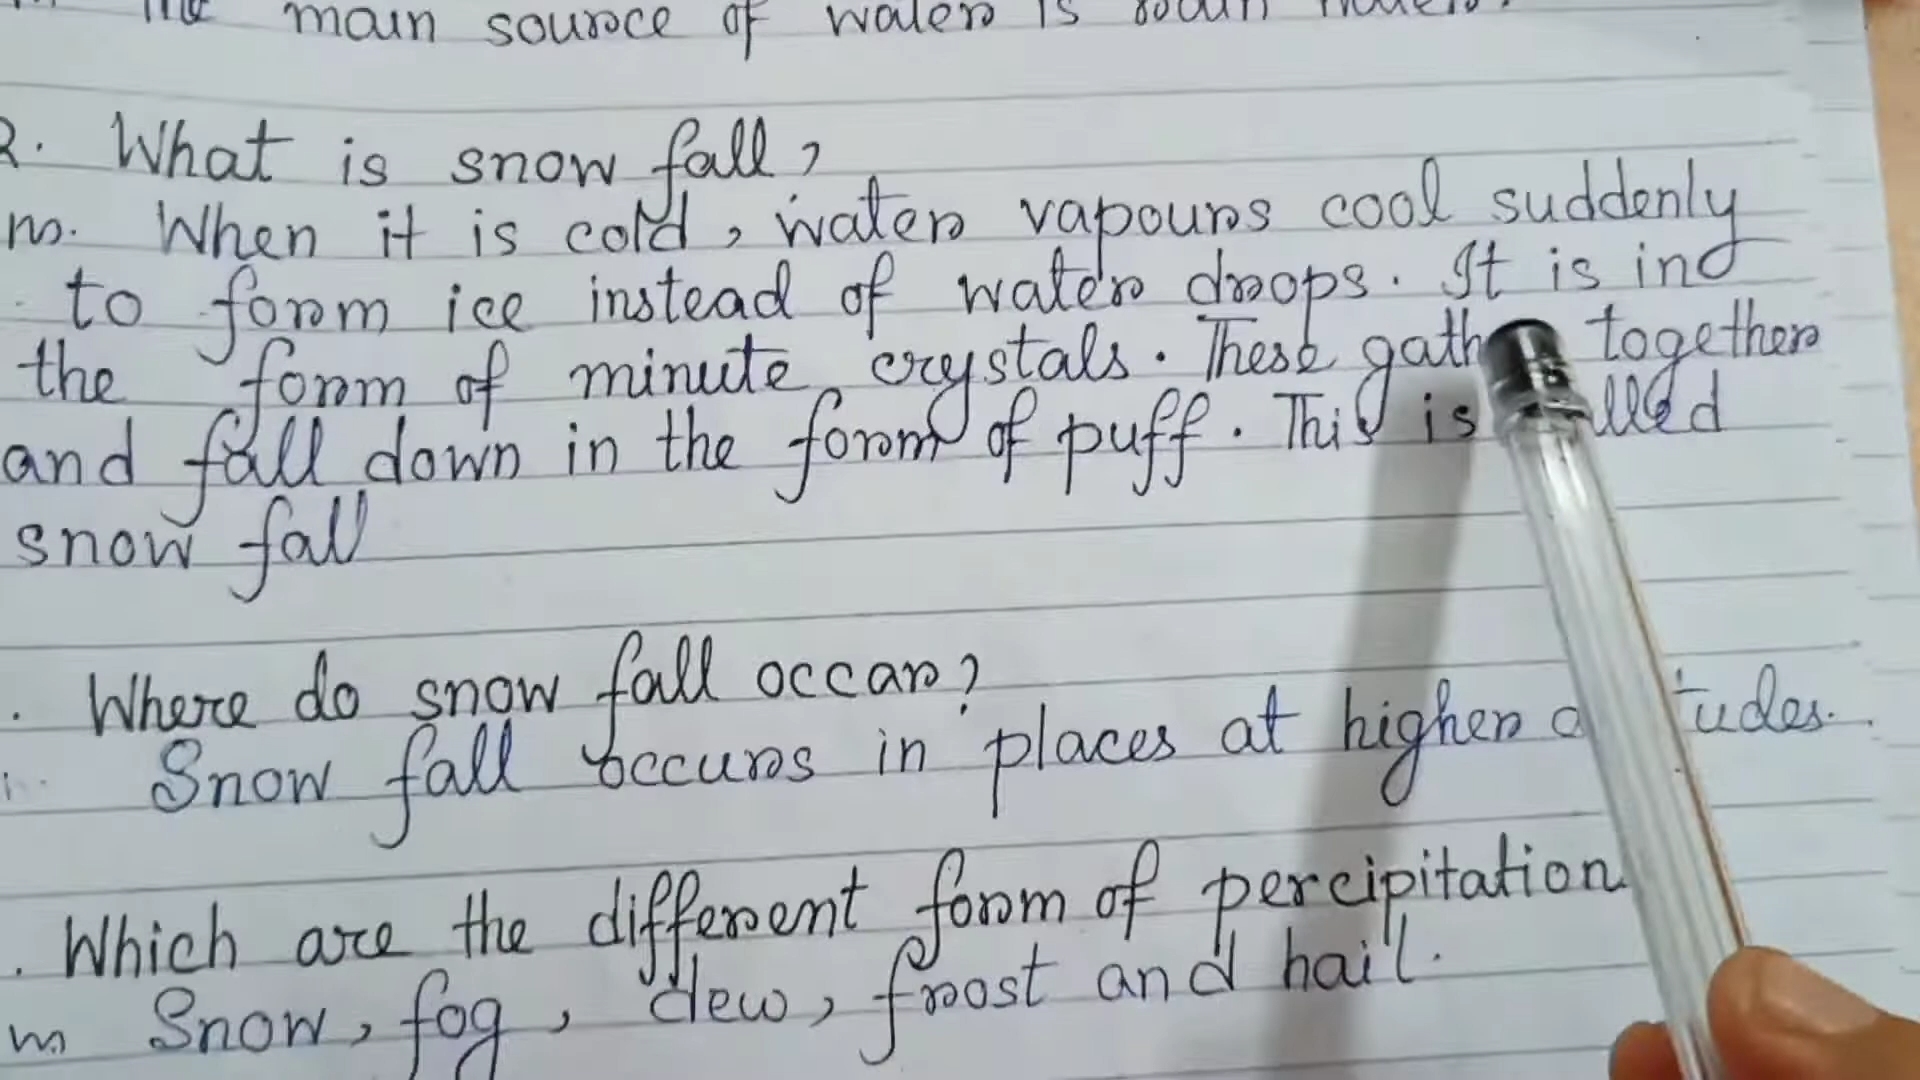 main source of water is
2. What is snow fall?
ns. When it is cold, water vapours cool suddenly
to form ice instead of water drops. It is in
the form of minute crystals. These together
and fall down in the form of puff. This is
snow fall
. Where do snow fall occar?
Snow fall occurs in places at higher
. Which are the different form of percipitation
Snow, fog, dew, frost and hail.